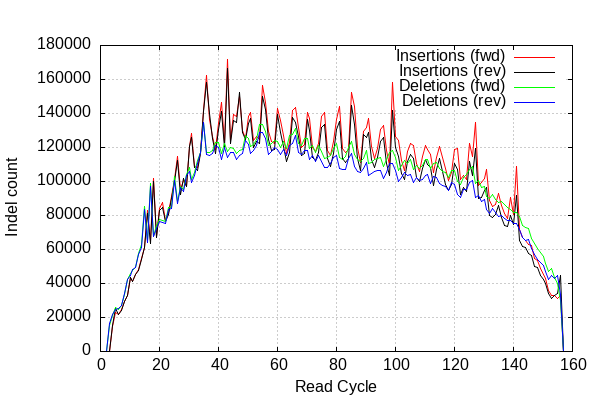 180000
160000
140000
120000
100000
80000
60000
40000
20000
0
Indel count
Insertions (fwd)
Insertions (rev)
Deletions (fwd)
Deletions (rev)
0 20 40 60 80 100 120 140 160
Read Cycle